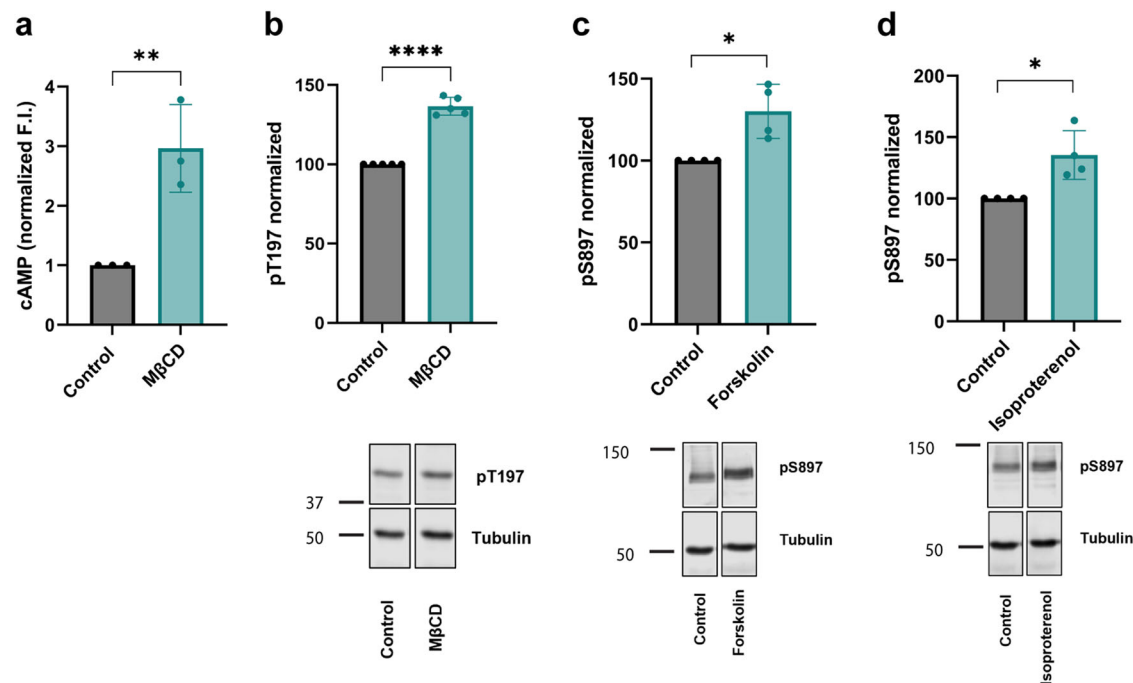 a
**
cAMP (normalized F.I.)
4
3
2
1
0
Control
MβCD
b
****
pT197 normalized
150
100
50
0
Control
MβCD
pT197
37
50
Tubulin
Control
MβCD
c
*
pS897 normalized
150
100
50
0
Control
Forskolin
150
pS897
50
Tubulin
Control
Forskolin
d
*
pS897 normalized
200
150
100
50
0
Control
Isoproterenol
150
pS897
50
Tubulin
Control
Isoproterenol